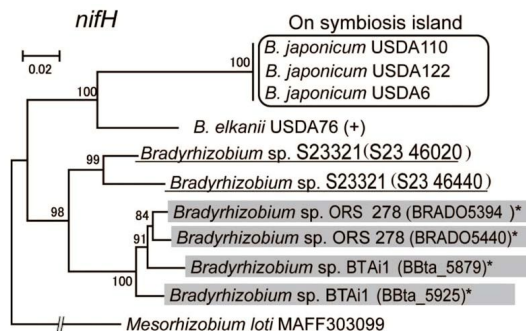 nifH
On symbiosis island
0.02
100
B. japonicum USDA110
B. japonicum USDA122
B. japonicum USDA6
100
B. elkanii USDA76 (+)
99
Bradyrhizobium sp. S23321(S23 46020)
Bradyrhizobium sp. S23321(S23 46440)
98
84
Bradyrhizobium sp. ORS 278 (BRADO5394)*
91
Bradyrhizobium sp. ORS 278 (BRADO5440)*
Bradyrhizobium sp. BTAi1 (BBta_5879)*
100
Bradyrhizobium sp. BTAi1 (BBta_5925)*
Mesorhizobium loti MAFF303099